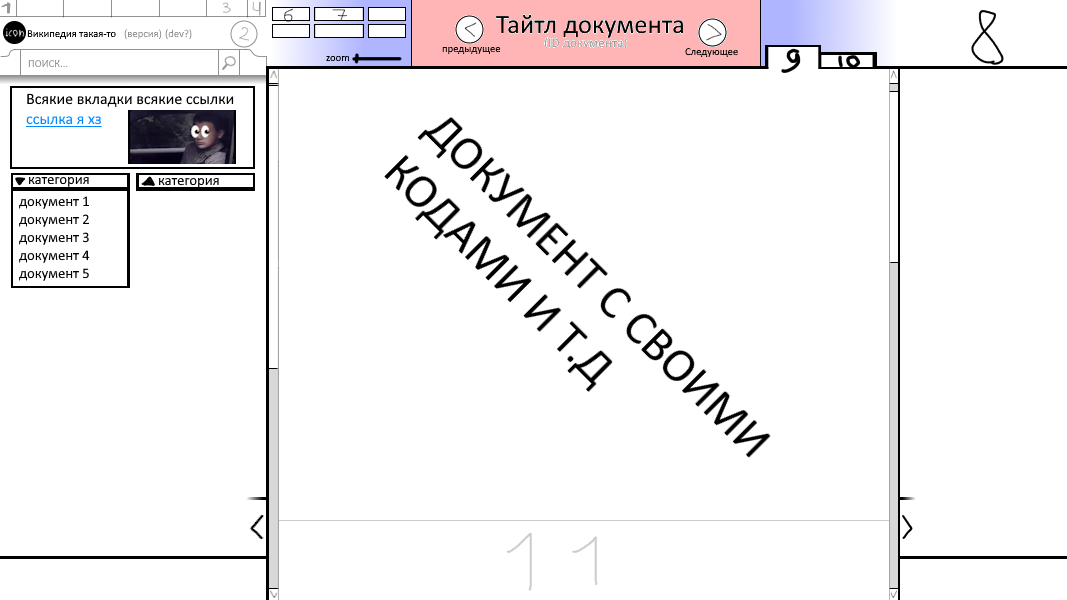 1
3
4
icon Википедия такая-то (версия) (dev?) 2
поиск...
Всякие вкладки всякие ссылки
ссылка я хз
категория
документ 1
документ 2
документ 3
документ 4
документ 5
категория
6 7
zoom
предыдущее
Тайтл документа
(ID документа)
Следующее
9 10
8
ДОКУМЕНТ С СВОИМИ
КОДАМИ И Т.Д
11